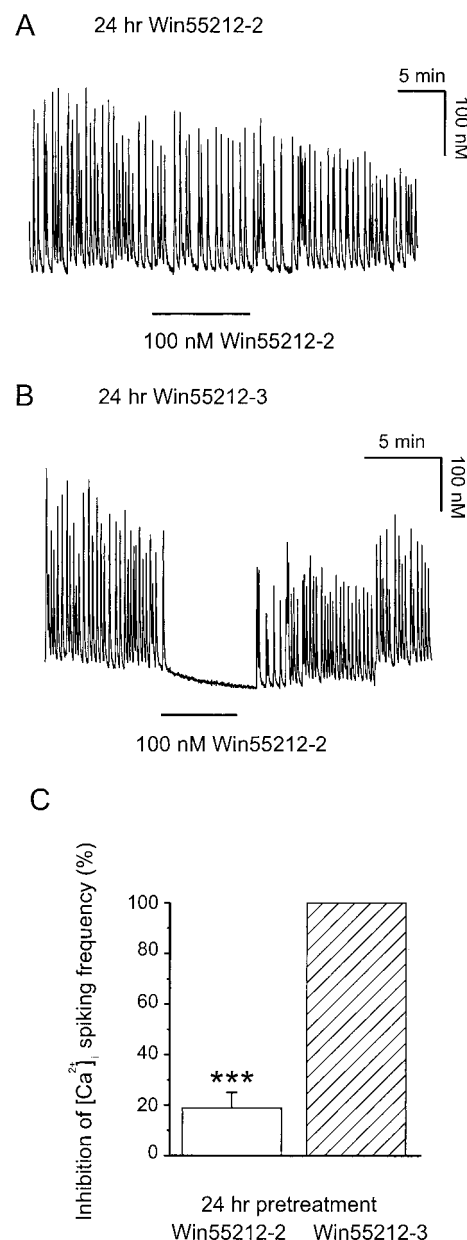 A
24 hr Win55212-2
5 min
100 nM
100 nM Win55212-2
B
24 hr Win55212-3
5 min
100 nM
100 nM Win55212-2
C
Inhibition of [Ca²⁺]ᵢ spiking frequency (%)
100
80
60
40
20
0
***
24 hr pretreatment
Win55212-2 Win55212-3